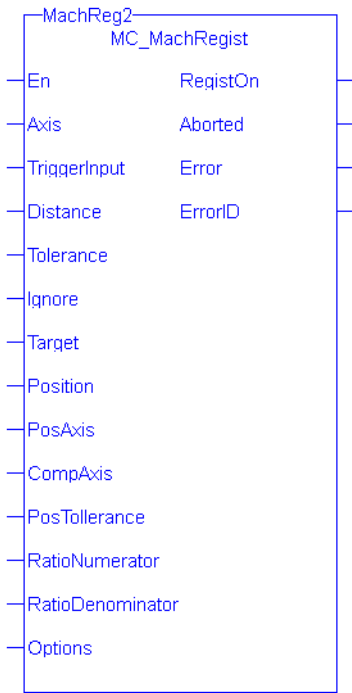 MachReg2
MC_MachRegist
En RegistOn
Axis Aborted
TriggerInput Error
Distance ErrorID
Tolerance
Ignore
Target
Position
PosAxis
CompAxis
PosTollerance
RatioNumerator
RatioDenominator
Options